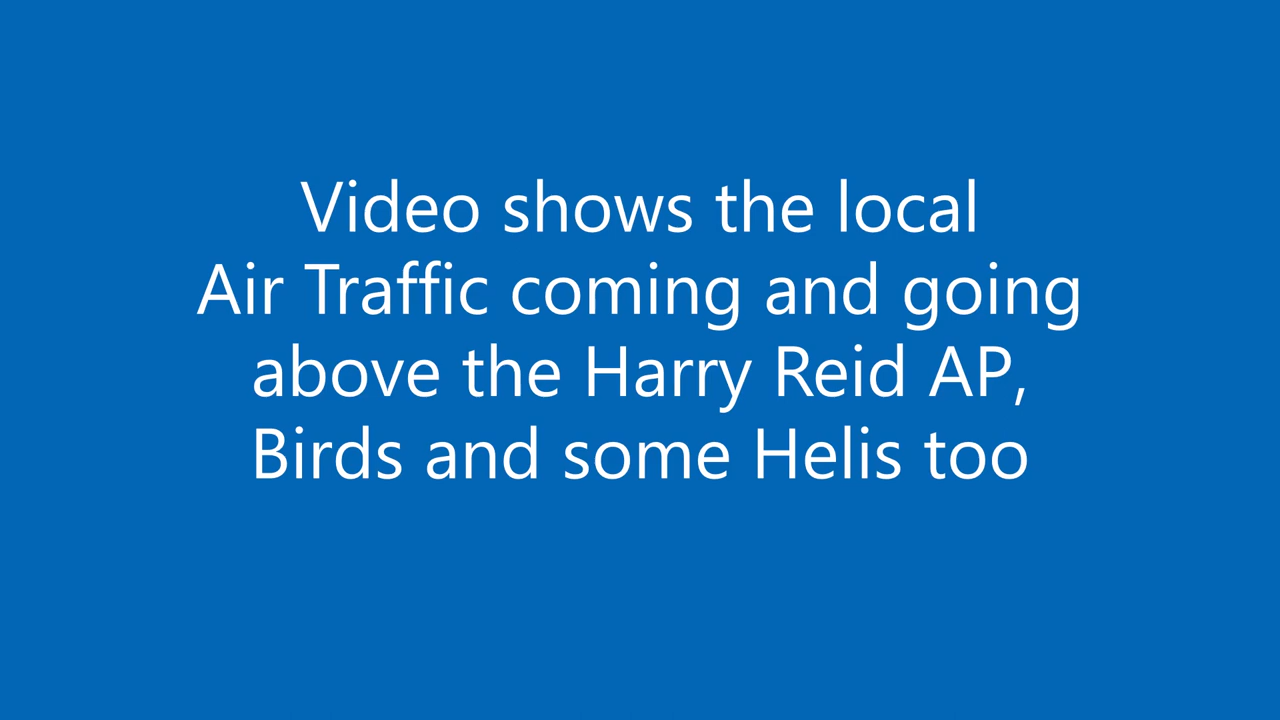 Video shows the local
Air Traffic coming and going
above the Harry Reid AP,
Birds and some Helis too